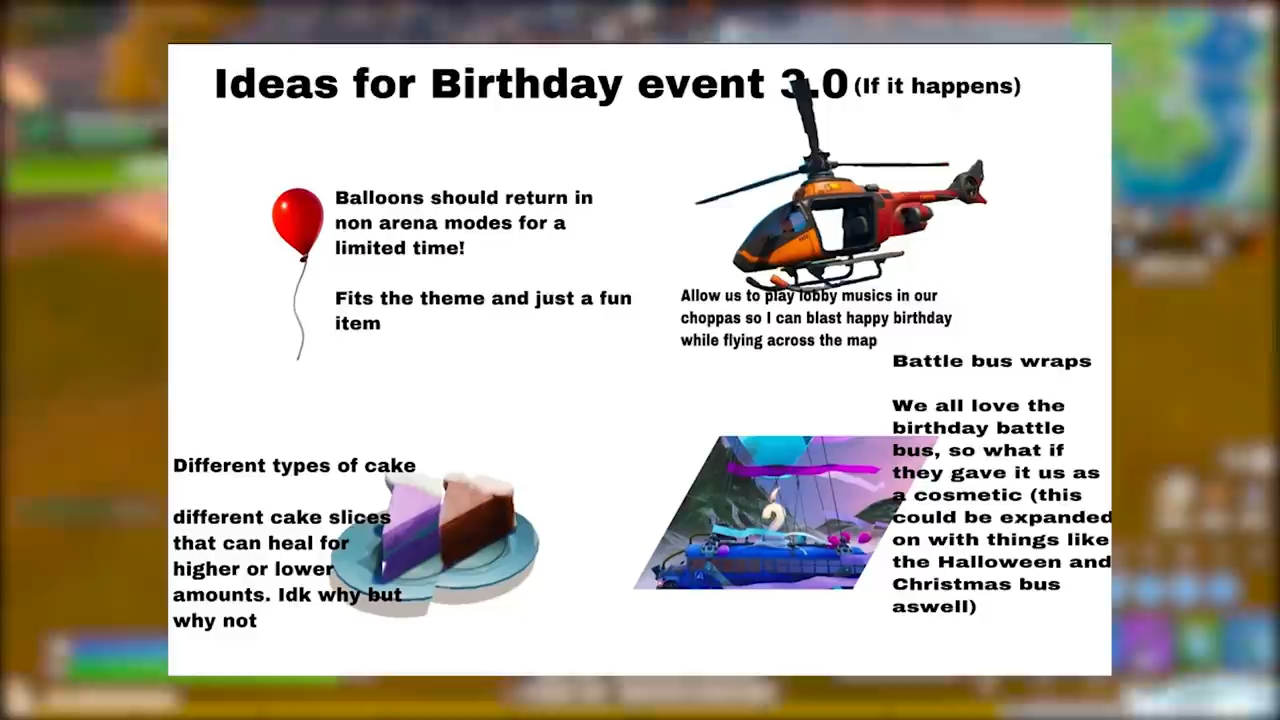 Ideas for Birthday event 3.0 (If it happens)
Balloons should return in
non arena modes for a
limited time!
Fits the theme and just a fun
item
Allow us to play lobby musics in our
choppas so I can blast happy birthday
while flying across the map
Battle bus wraps
We all love the
birthday battle
bus, so what if
they gave it us as
a cosmetic (this
could be expanded
on with things like
the Halloween and
Christmas bus
aswell)
Different types of cake
different cake slices
that can heal for
higher or lower
amounts. Idk why but
why not
2